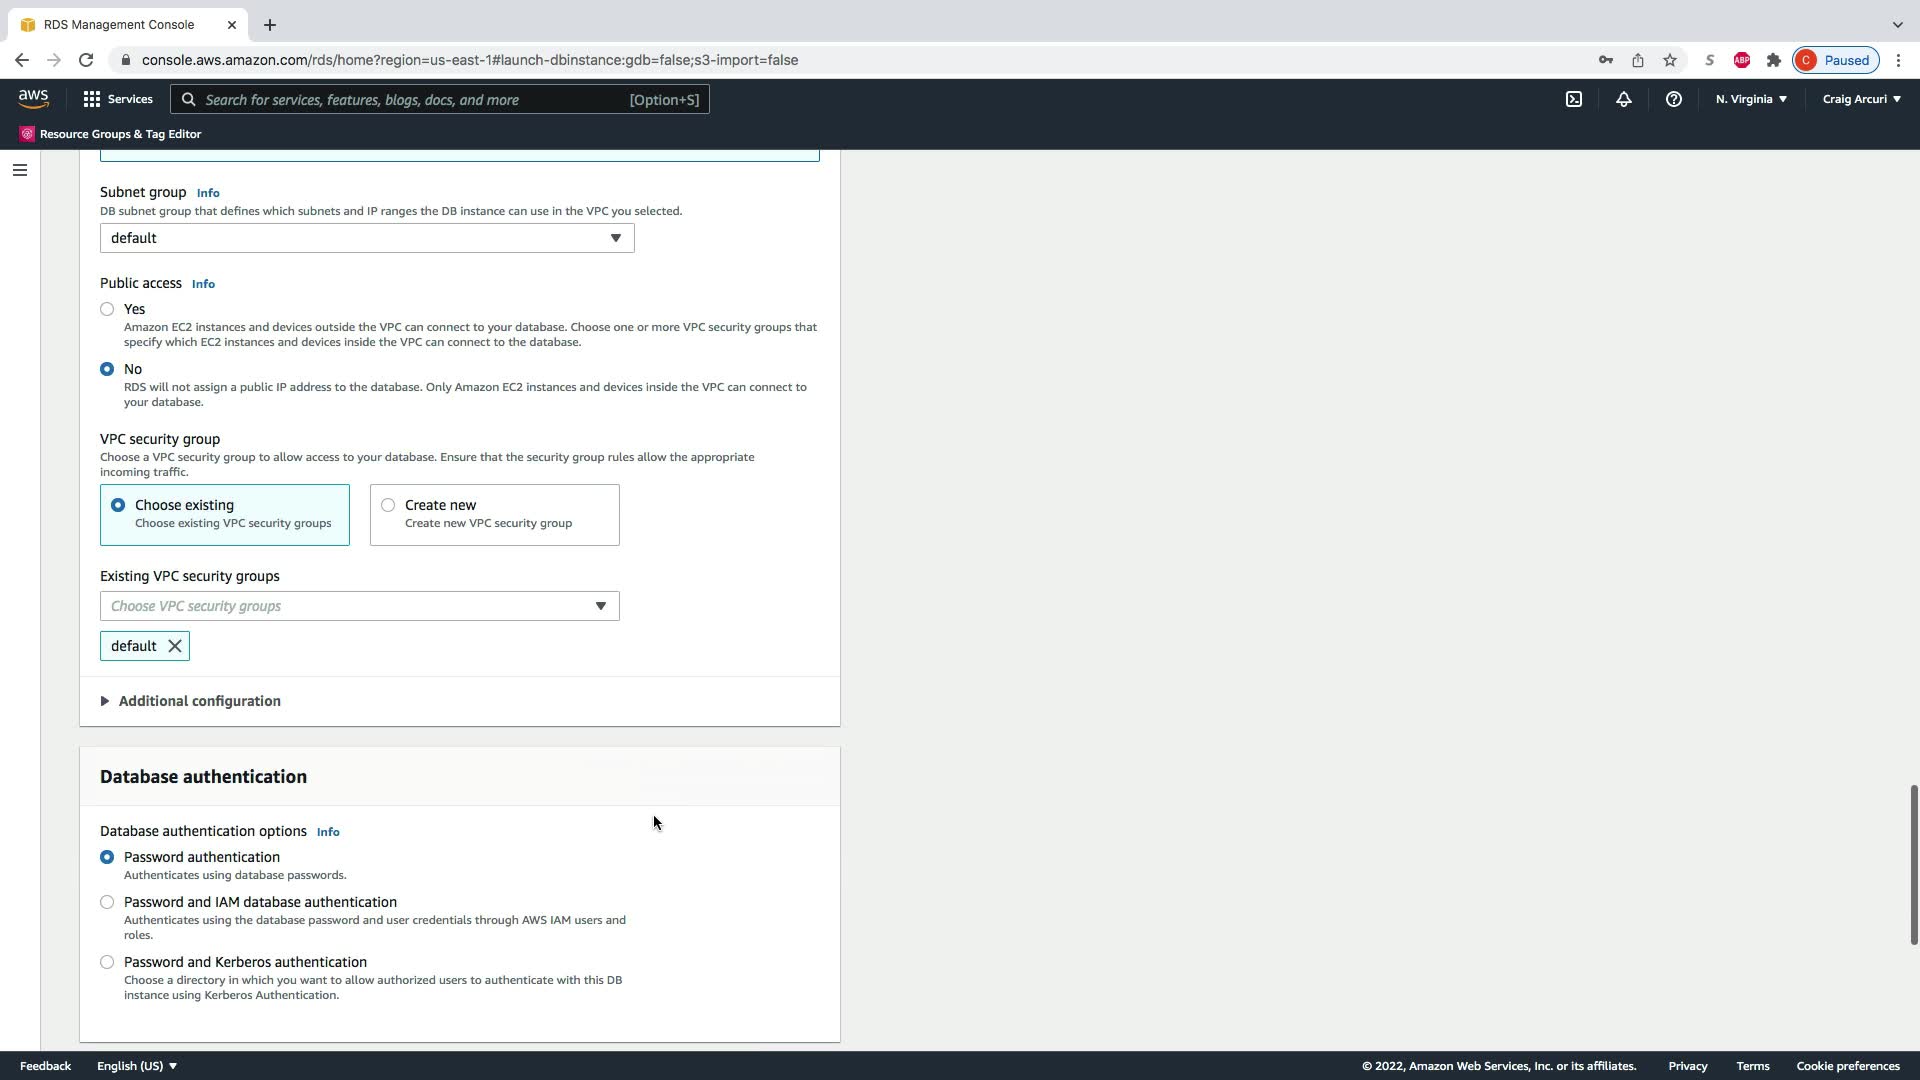 RDS Management Console
console.aws.amazon.com/rds/home?region=us-east-1#launch-dbinstance:gdb=false;s3-import=false
S
ABP
C Paused
aws
Services
Search for services, features, blogs, docs, and more [Option+S]
N. Virginia
Craig Arcuri
Resource Groups & Tag Editor
Subnet group Info
DB subnet group that defines which subnets and IP ranges the DB instance can use in the VPC you selected.
default
Public access Info
Yes
Amazon EC2 instances and devices outside the VPC can connect to your database. Choose one or more VPC security groups that
specify which EC2 instances and devices inside the VPC can connect to the database.
No
RDS will not assign a public IP address to the database. Only Amazon EC2 instances and devices inside the VPC can connect to
your database.
VPC security group
Choose a VPC security group to allow access to your database. Ensure that the security group rules allow the appropriate
incoming traffic.
Choose existing
Choose existing VPC security groups
Create new
Create new VPC security group
Existing VPC security groups
Choose VPC security groups
default
Additional configuration
Database authentication
Database authentication options Info
Password authentication
Authenticates using database passwords.
Password and IAM database authentication
Authenticates using the database password and user credentials through AWS IAM users and
roles.
Password and Kerberos authentication
Choose a directory in which you want to allow authorized users to authenticate with this DB
instance using Kerberos Authentication.
Feedback
English (US)
© 2022, Amazon Web Services, Inc. or its affiliates.
Privacy
Terms
Cookie preferences